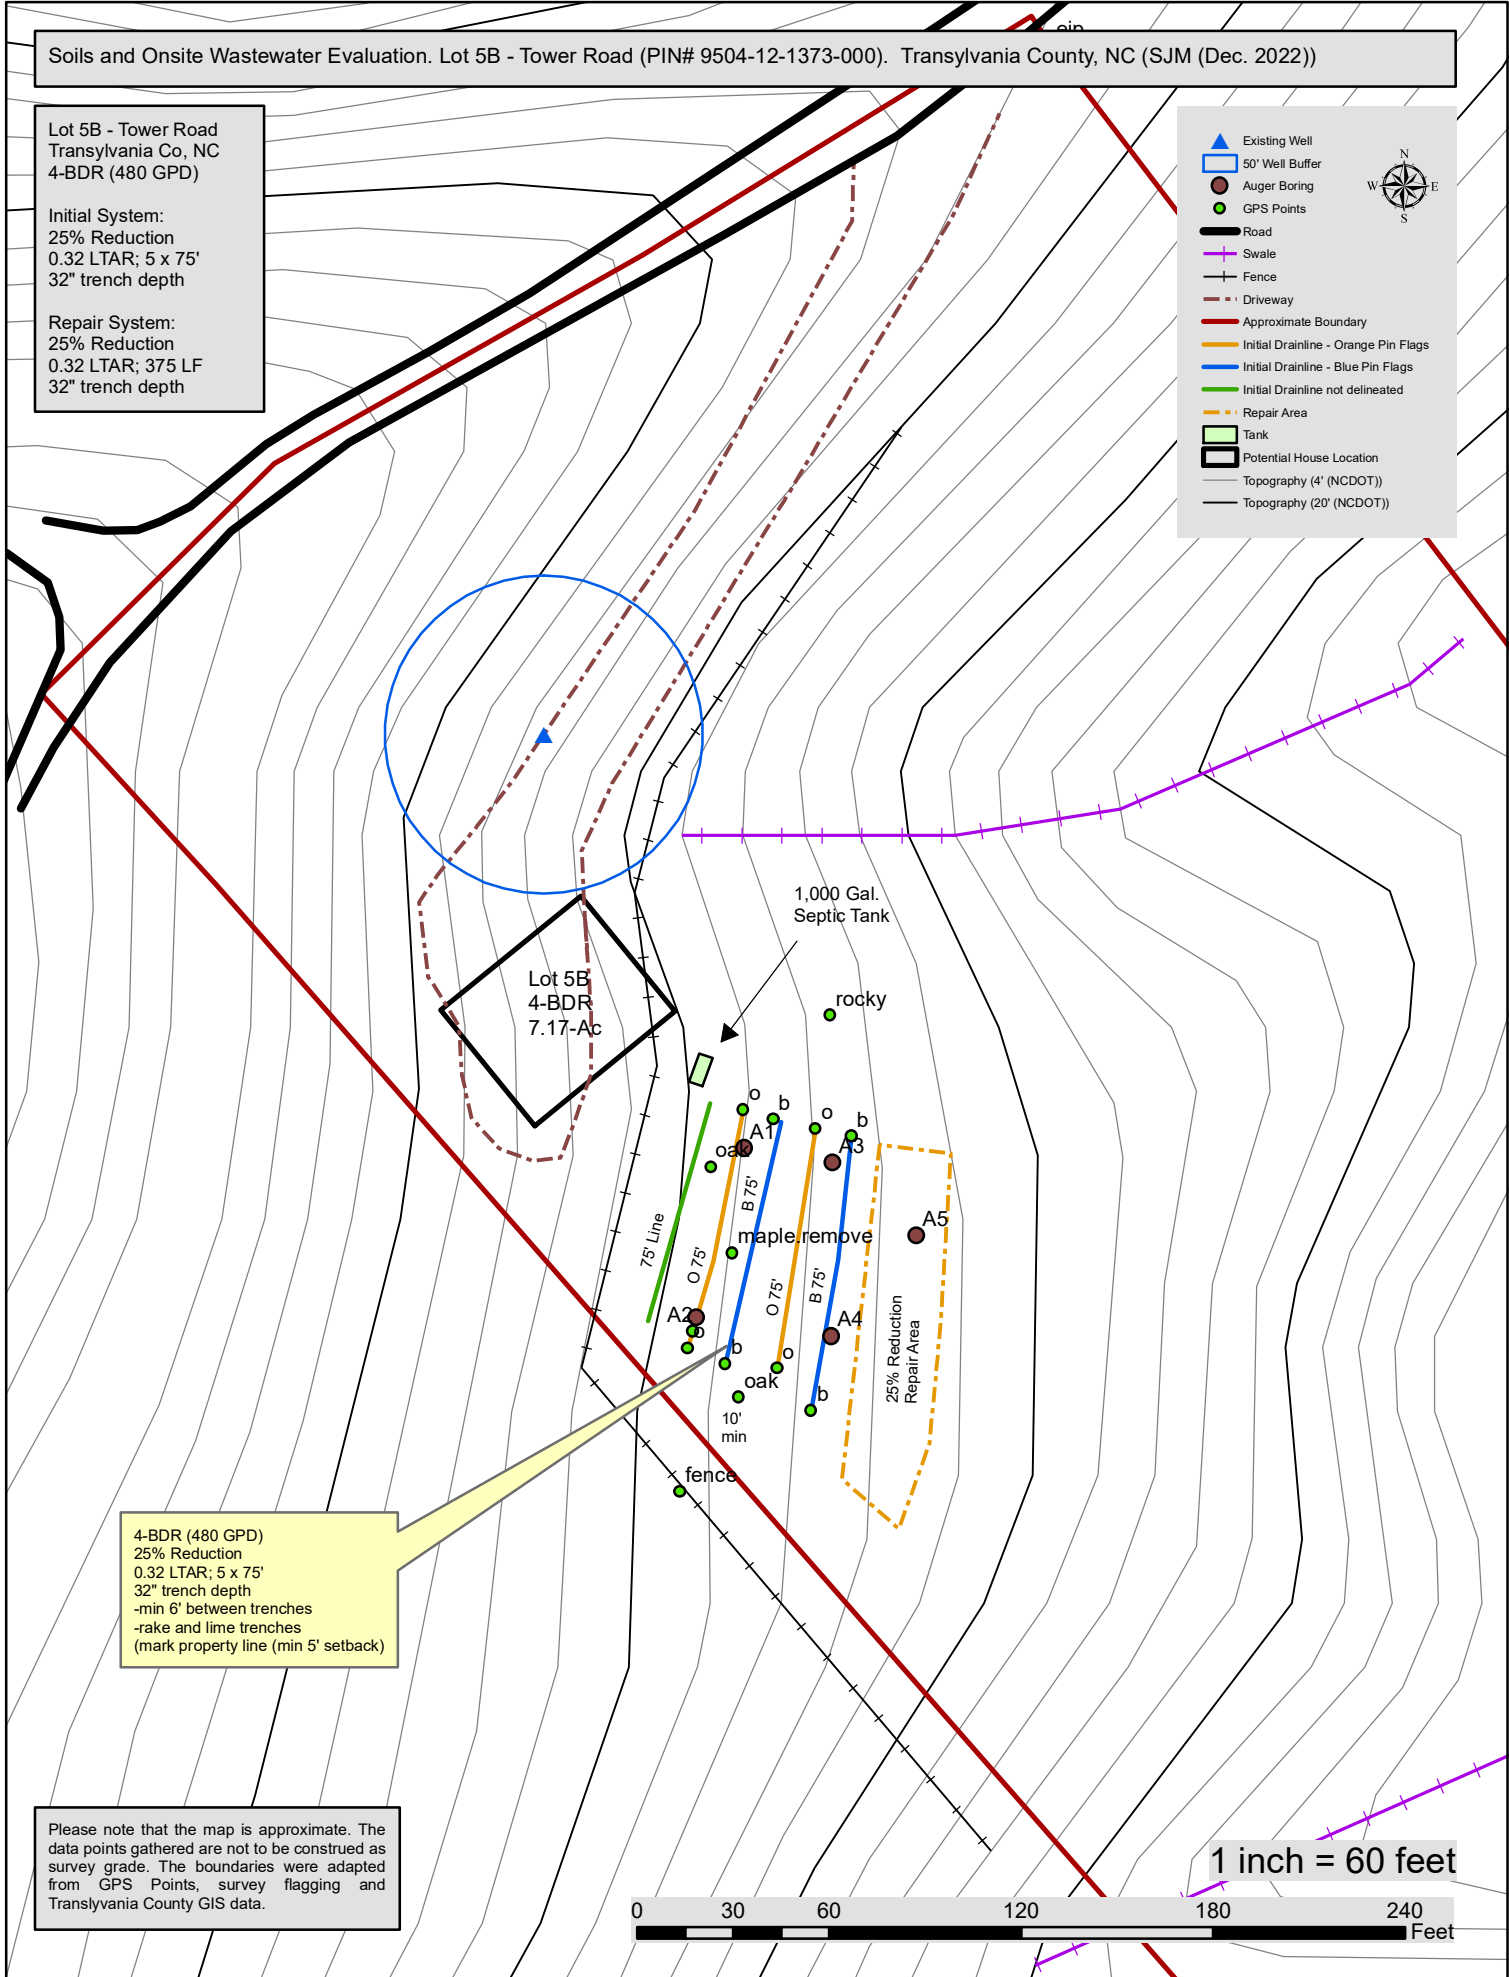 eip
Soils and Onsite Wastewater Evaluation. Lot 5B - Tower Road (PIN# 9504-12-1373-000).  Transylvania County, NC (SJM (Dec. 2022))
Lot 5B - Tower Road
Transylvania Co, NC
4-BDR (480 GPD)
Initial System:
25% Reduction
0.32 LTAR; 5 x 75'
32" trench depth
Repair System:
25% Reduction
0.32 LTAR; 375 LF
32" trench depth
Existing Well
50' Well Buffer
Auger Boring
GPS Points
Road
Swale
Fence
Driveway
Approximate Boundary
Initial Drainline - Orange Pin Flags
Initial Drainline - Blue Pin Flags
Initial Drainline not delineated
Repair Area
Tank
Potential House Location
Topography (4' (NCDOT))
Topography (20' (NCDOT))
N
W E
S
1,000 Gal.
Septic Tank
Lot 5B
4-BDR
7.17-Ac
rocky
o
b
o
b
A1
A3
oak
B 75'
A5
75' Line
maple.remove
O 75'
O 75'
B 75'
A2
o
A4
25% Reduction
Repair Area
b
o
oak
b
10'
min
fence
4-BDR (480 GPD)
25% Reduction
0.32 LTAR; 5 x 75'
32" trench depth
-min 6' between trenches
-rake and lime trenches
(mark property line (min 5' setback)
Please note that the map is approximate. The
data points gathered are not to be construed as
survey grade. The boundaries were adapted
from GPS Points, survey flagging and
Translyvania County GIS data.
1 inch = 60 feet
0 30 60 120 180 240
Feet